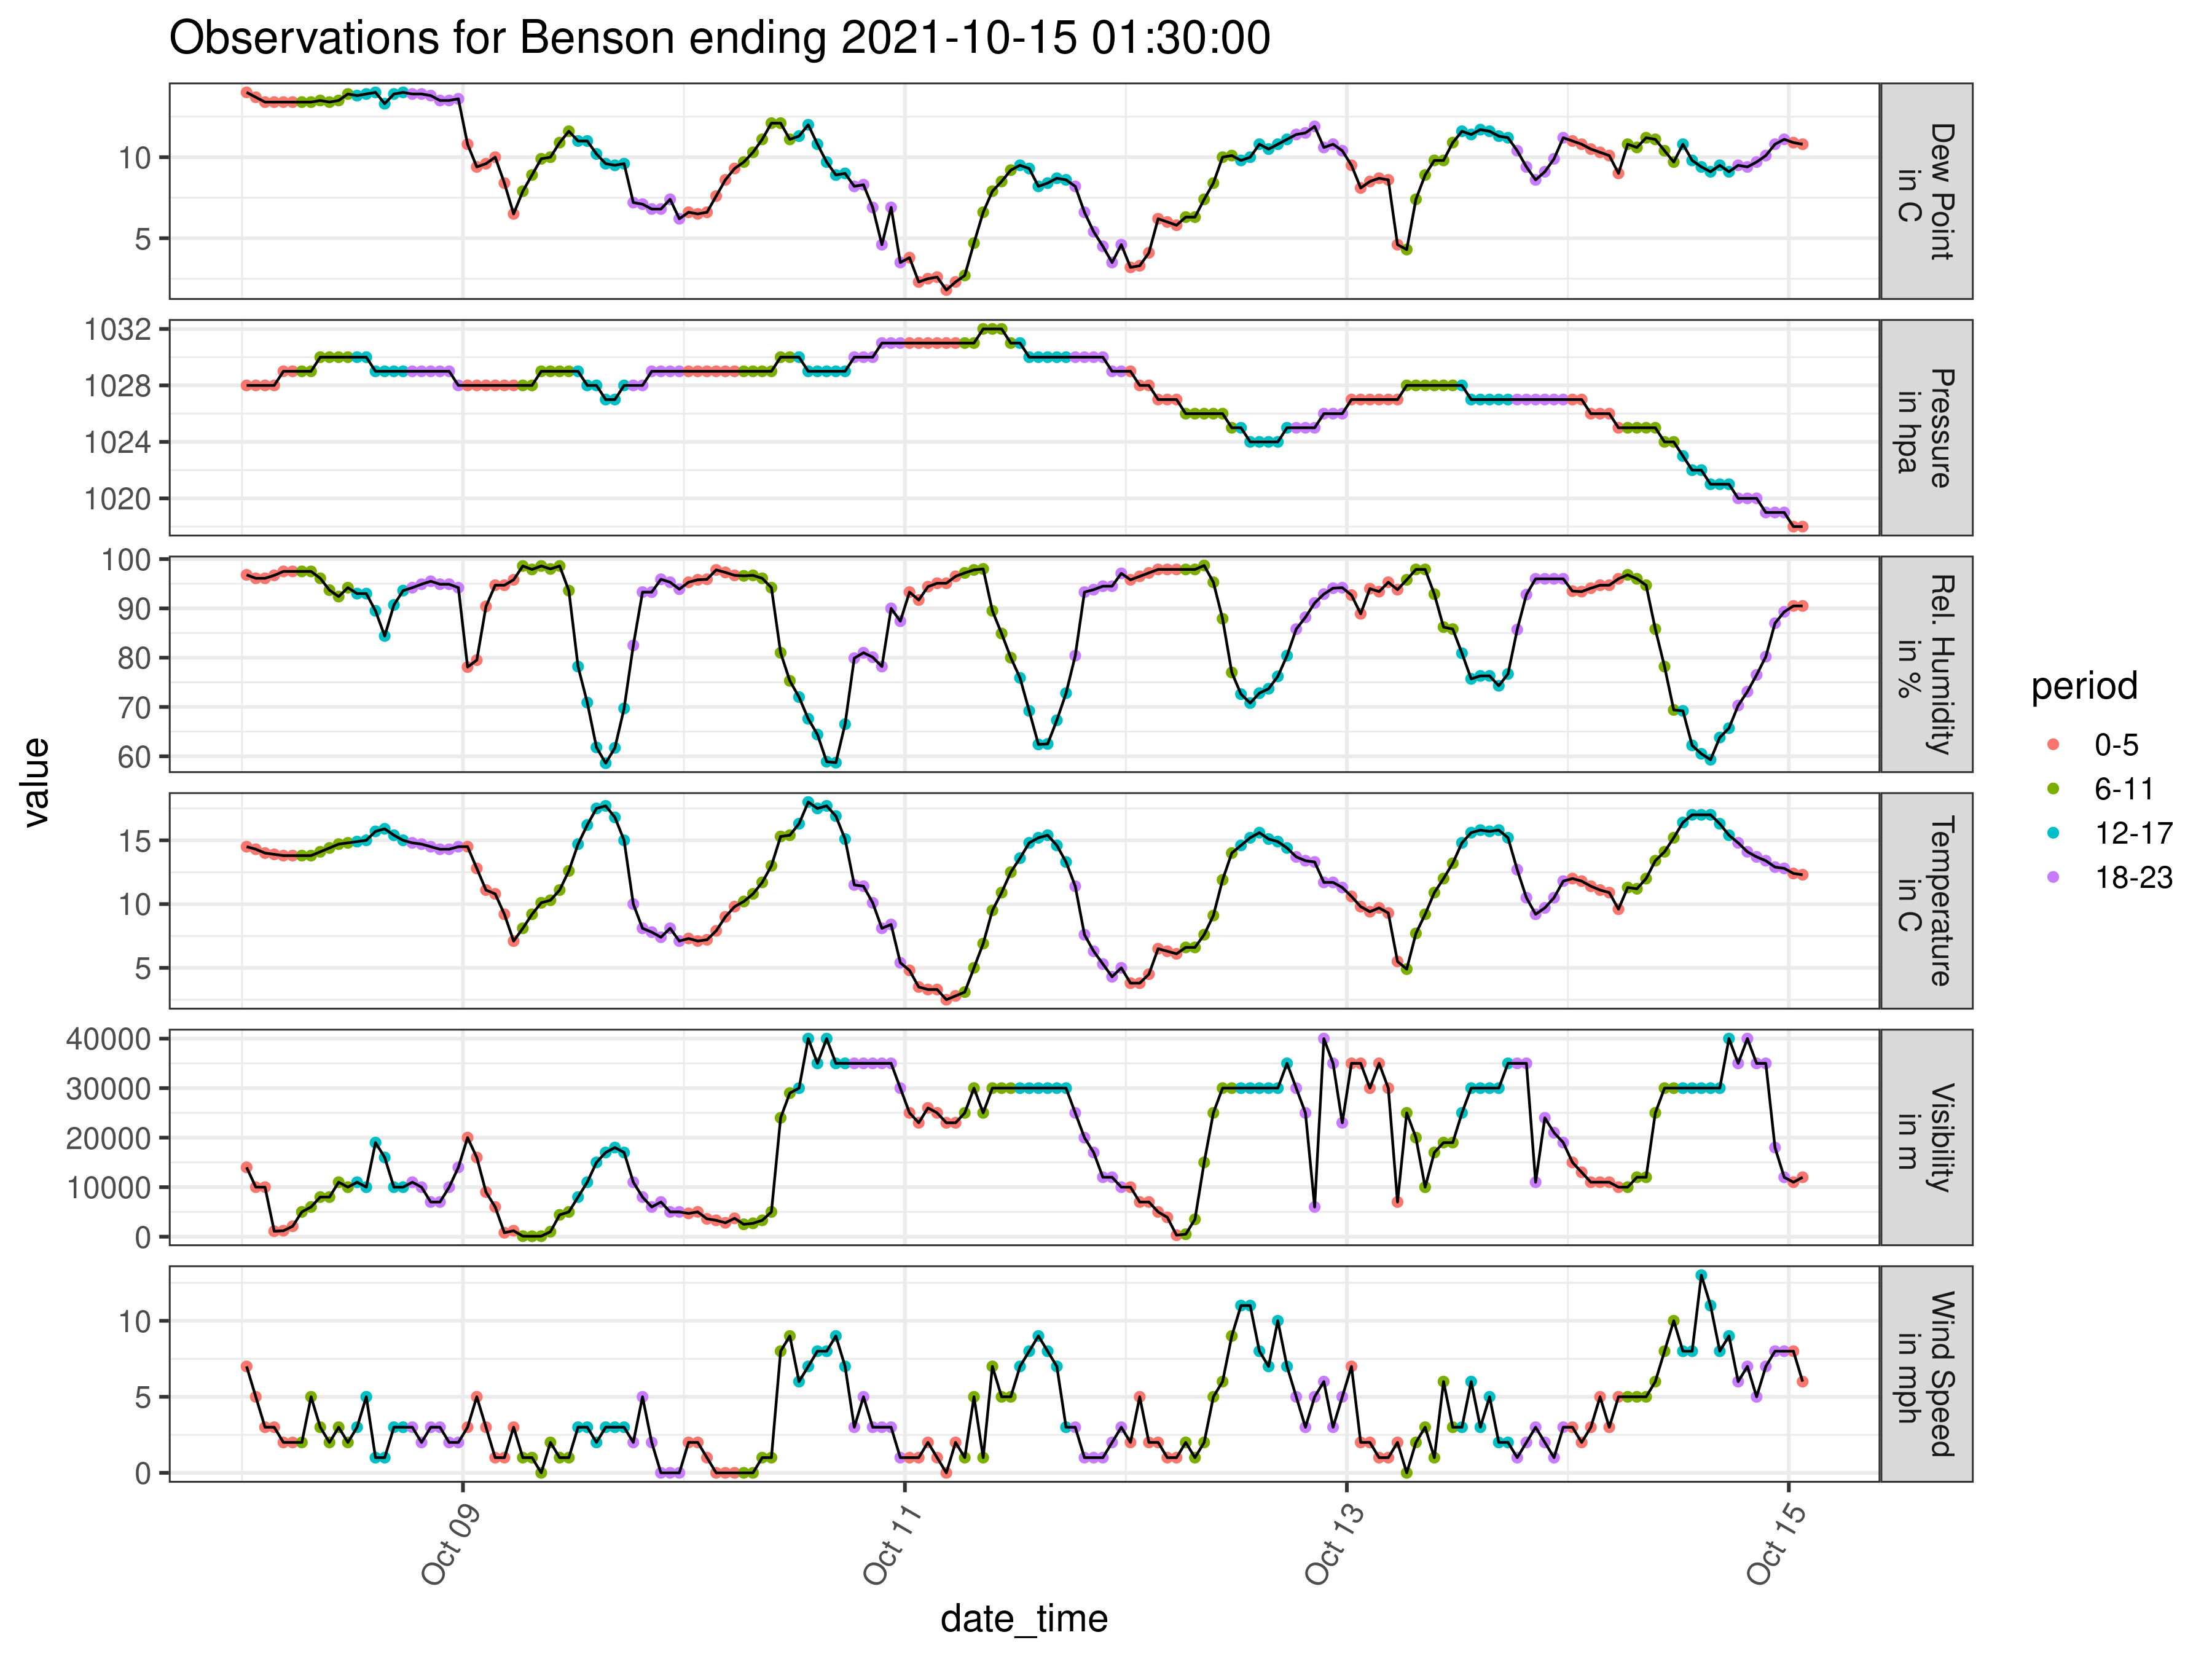 Observations for Benson ending 2021-10-15 01:30:00
value
10
5
Dew Point
in C
1032
1028
1024
1020
Pressure
in hpa
100
90
80
70
60
Rel. Humidity
in %
15
10
5
Temperature
in C
40000
30000
20000
10000
0
Visibility
in m
10
5
0
Wind Speed
in mph
Oct 09
Oct 11
Oct 13
Oct 15
date_time
period
0-5
6-11
12-17
18-23